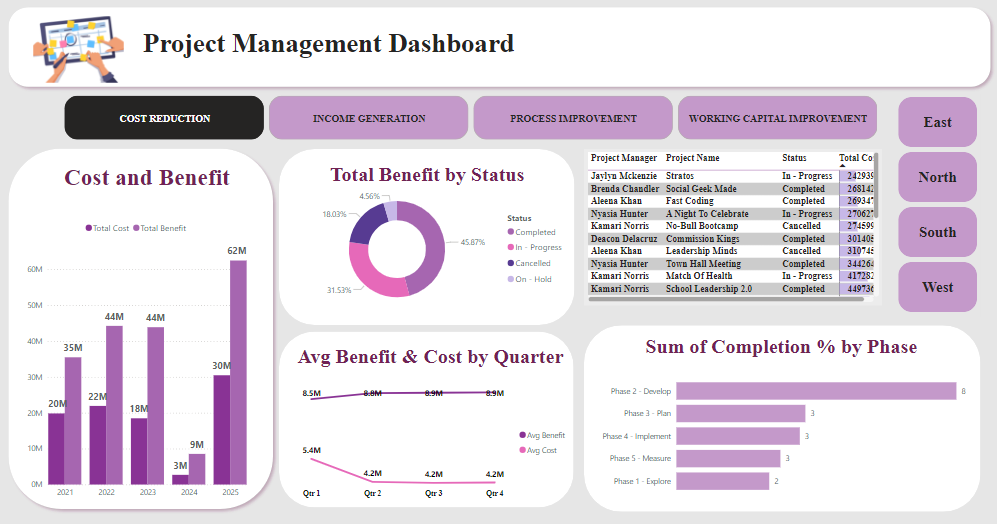 Project Management Dashboard
COST REDUCTION
INCOME GENERATION
PROCESS IMPROVEMENT
WORKING CAPITAL IMPROVEMENT
East
North
South
West
Cost and Benefit
Total Cost Total Benefit
60M
50M
40M
30M
20M
10M
0M
20M
35M
22M
44M
18M
44M
3M
9M
30M
62M
2021 2022 2023 2024 2025
Total Benefit by Status
4.56%
18.03%
45.87%
31.53%
Status
Completed
In - Progress
Cancelled
On - Hold
Project Manager Project Name Status Total Co
Jaylyn Mckenzie Stratos In - Progress 242939
Brenda Chandler Social Geek Made Completed 26814
Aleena Khan Fast Coding Completed 26934
Nyasia Hunter A Night To Celebrate In - Progress 27062
Kamari Norris No-Bull Bootcamp Cancelled 274599
Deacon Delacruz Commission Kings Completed 30140
Aleena Khan Leadership Minds Cancelled 31074
Nyasia Hunter Town Hall Meeting Completed 344264
Kamari Norris Match Of Health In - Progress 41728
Kamari Norris School Leadership 2.0 Completed 449736
Avg Benefit & Cost by Quarter
8.5M 8.8M 8.9M 8.9M
5.4M 4.2M 4.2M 4.2M
Qtr 1 Qtr 2 Qtr 3 Qtr 4
Avg Benefit
Avg Cost
Sum of Completion % by Phase
Phase 2 - Develop 8
Phase 3 - Plan 3
Phase 4 - Implement 3
Phase 5 - Measure 3
Phase 1 - Explore 2